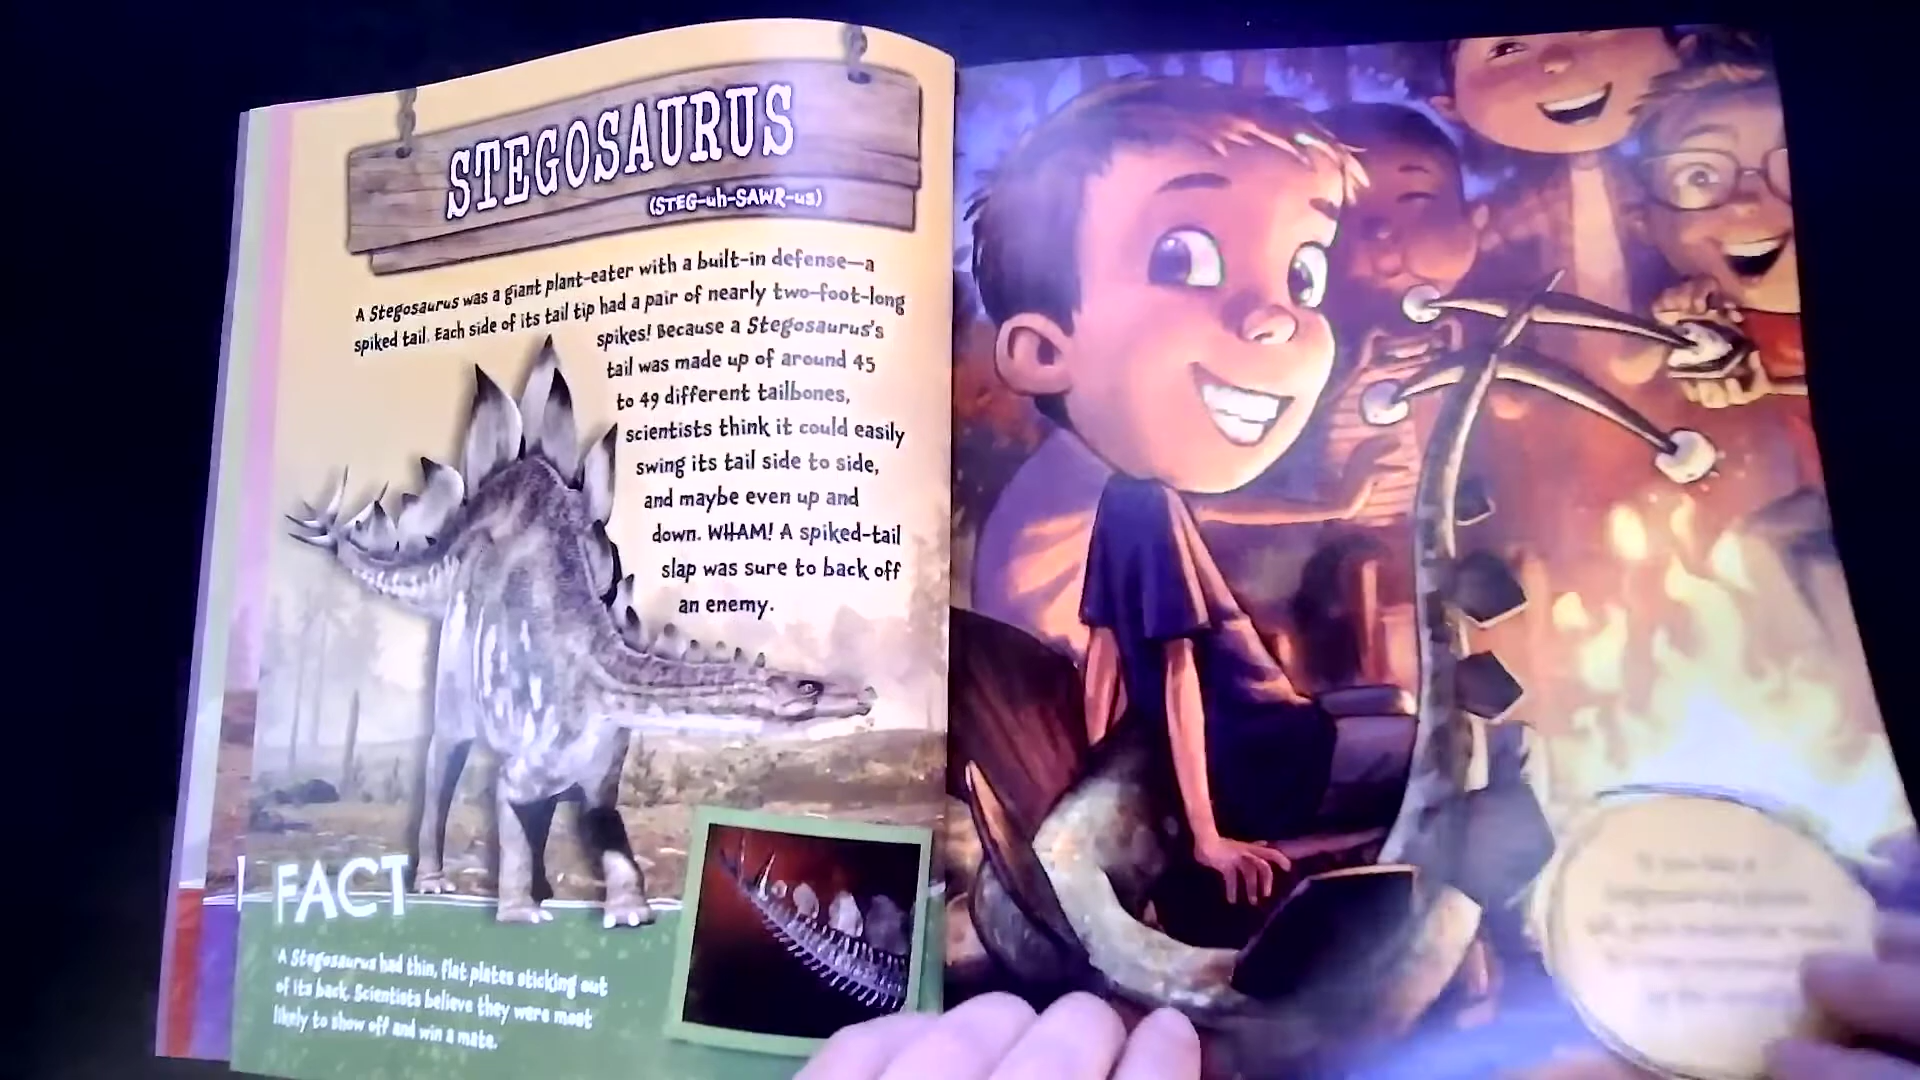 STEGOSAURUS
(STEG-uh-SAWR-us)
A Stegosaurus was a giant plant-eater with a built-in defense—a
spiked tail. Each side of its tail tip had a pair of nearly two-foot-long
spikes! Because a Stegosaurus's
tail was made up of around 45
to 49 different tailbones,
scientists think it could easily
swing its tail side to side,
and maybe even up and
down. WHAM! A spiked-tail
slap was sure to back off
an enemy.
FACT
A Stegosaurus had thin, flat plates sticking out
of its back. Scientists believe they were most
likely to show off and win a mate.